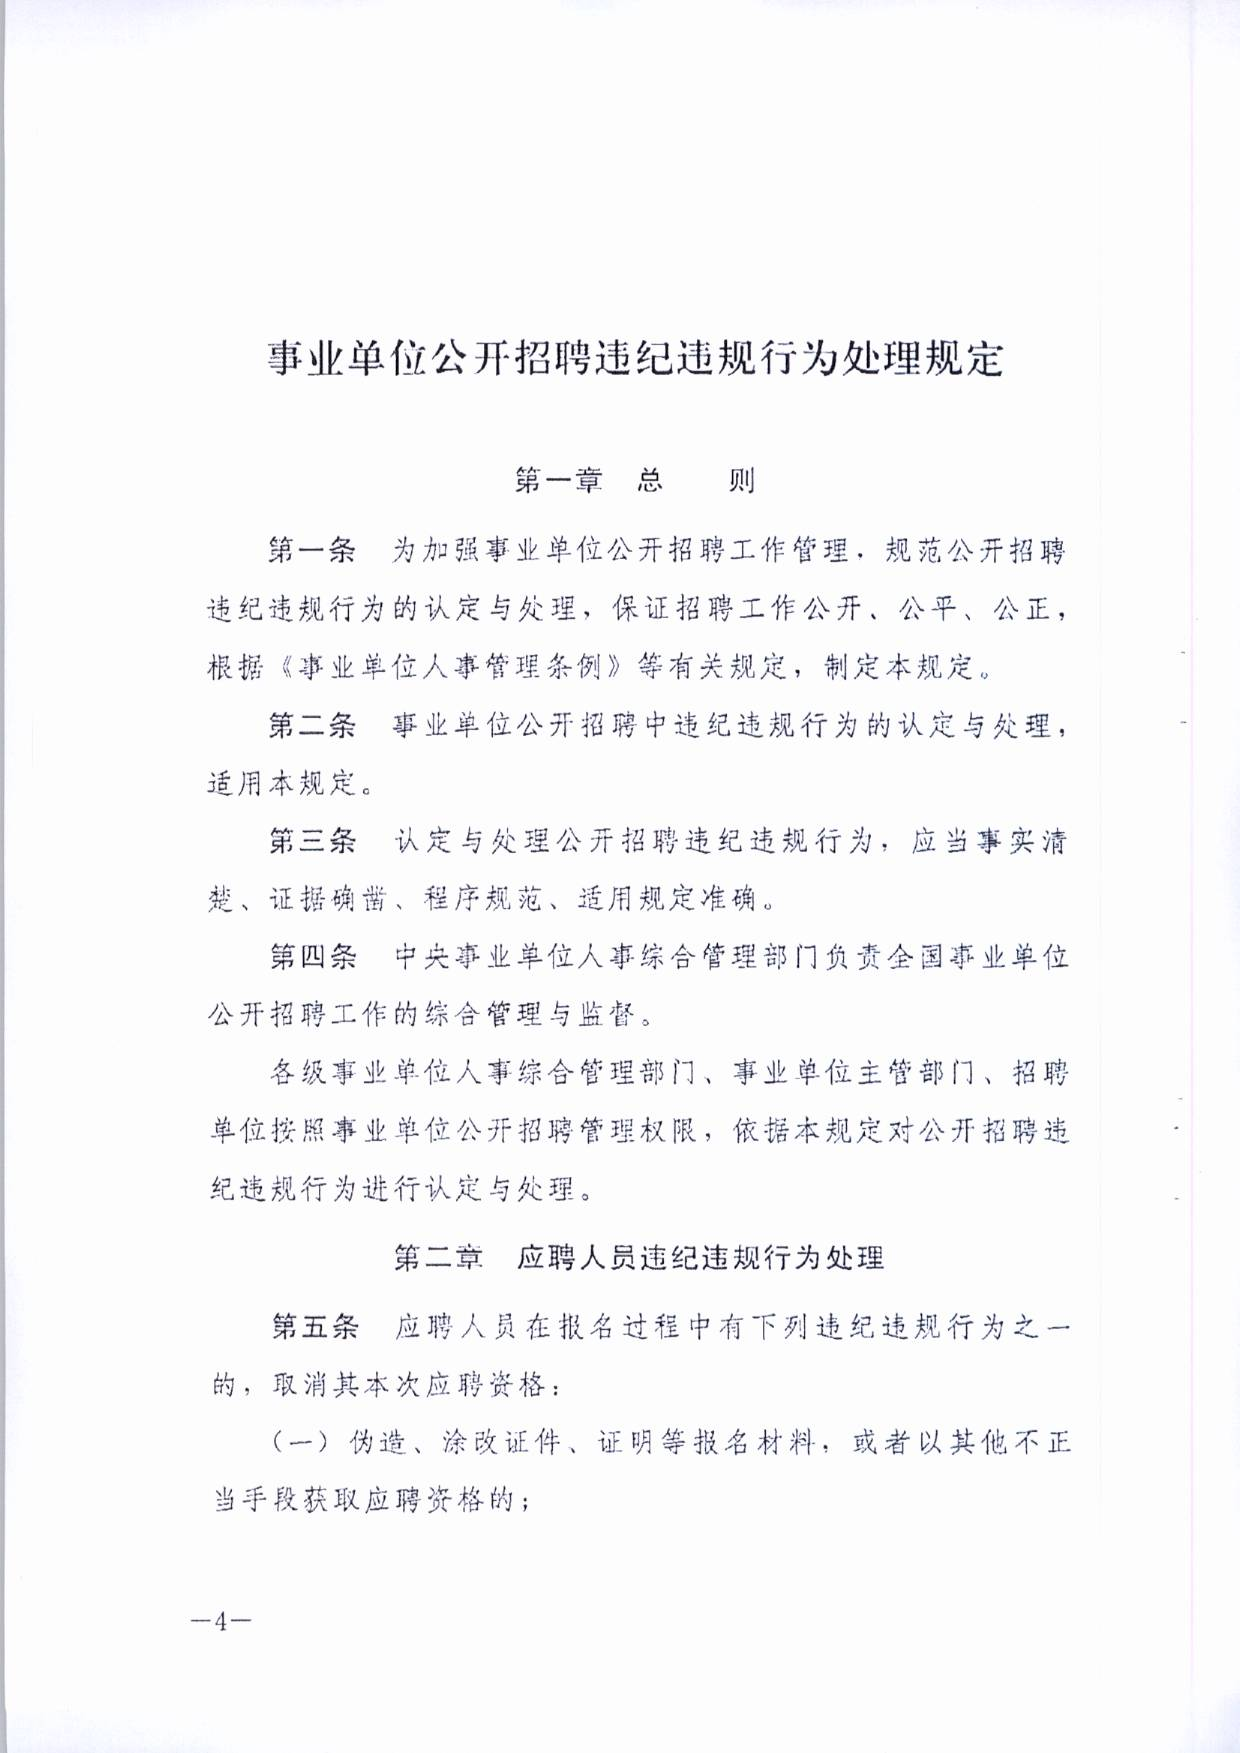 事业单位公开招聘违纪违规行为处理规定
第一章 总 则
第一条 为加强事业单位公开招聘工作管理，规范公开招聘
违纪违规行为的认定与处理，保证招聘工作公开、公平、公正，
根据《事业单位人事管理条例》等有关规定，制定本规定。
第二条 事业单位公开招聘中违纪违规行为的认定与处理，
适用本规定。
第三条 认定与处理公开招聘违纪违规行为，应当事实清
楚、证据确凿、程序规范、适用规定准确。
第四条 中央事业单位人事综合管理部门负责全国事业单位
公开招聘工作的综合管理与监督。
各级事业单位人事综合管理部门、事业单位主管部门、招聘
单位按照事业单位公开招聘管理权限，依据本规定对公开招聘违
纪违规行为进行认定与处理。
第二章 应聘人员违纪违规行为处理
第五条 应聘人员在报名过程中有下列违纪违规行为之一
的，取消其本次应聘资格：
（一）伪造、涂改证件、证明等报名材料，或者以其他不正
当手段获取应聘资格的；
—4—